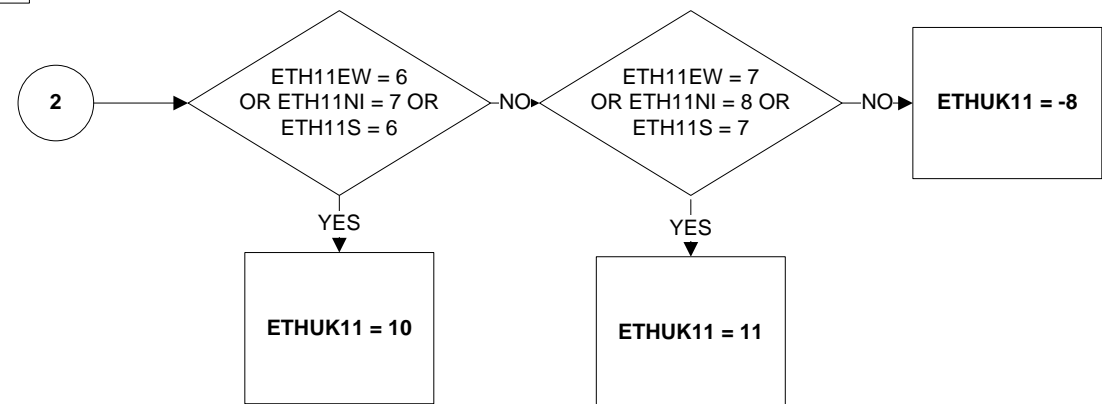 2
ETH11EW = 6
OR ETH11NI = 7 OR
ETH11S = 6
NO
ETH11EW = 7
OR ETH11NI = 8 OR
ETH11S = 7
NO
ETHUK11 = -8
YES
YES
ETHUK11 = 10
ETHUK11 = 11